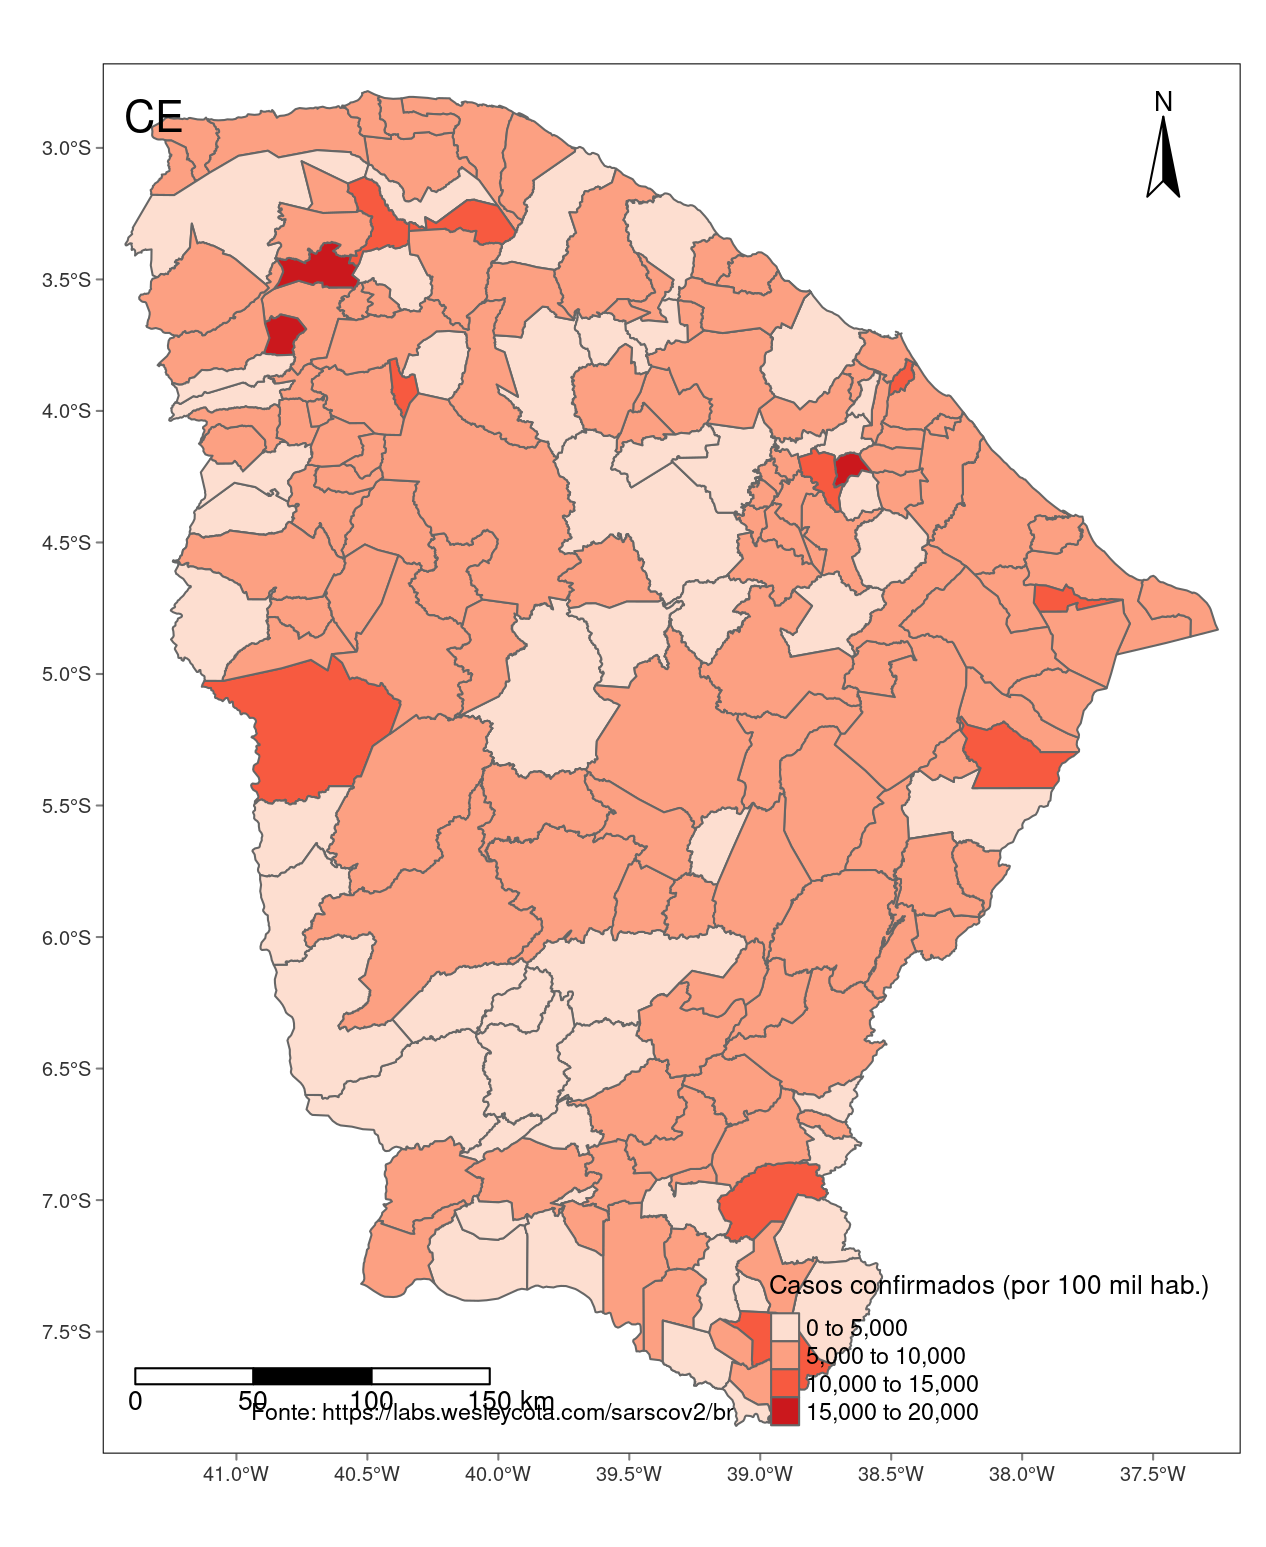 CE
N
3.0°S
3.5°S
4.0°S
4.5°S
5.0°S
5.5°S
6.0°S
6.5°S
7.0°S
7.5°S
Casos confirmados (por 100 mil hab.)
0 to 5,000
5,000 to 10,000
10,000 to 15,000
15,000 to 20,000
0 50 100 150 km
Fonte: https://labs.wesleycota.com/sarscov2/br
41.0°W 40.5°W 40.0°W 39.5°W 39.0°W 38.5°W 38.0°W 37.5°W